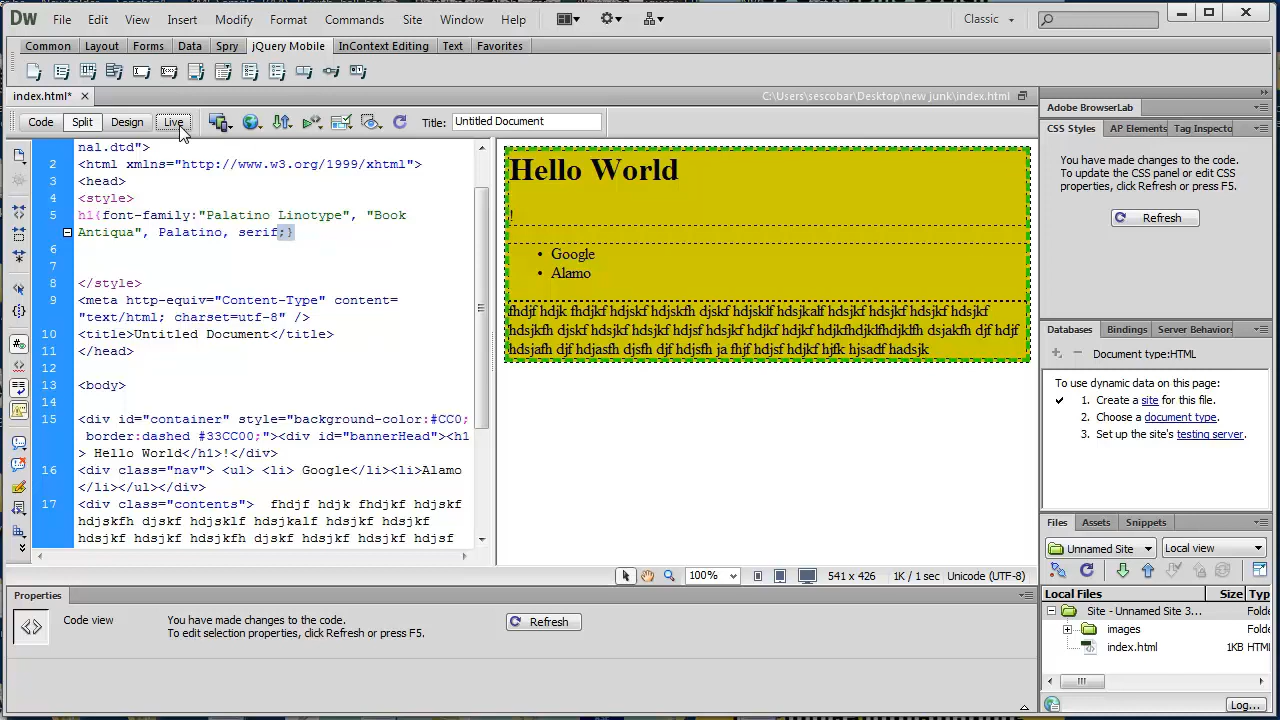 Dw File Edit View Insert Modify Format Commands Site Window Help Classic
Common Layout Forms Data Spry jQuery Mobile InContext Editing Text Favorites
index.html* C:\Users\sescobar\Desktop\new junk\index.html
Code Split Design Live Title: Untitled Document
nal.dtd">
2 <html xmlns="http://www.w3.org/1999/xhtml">
3 <head>
4 <style>
5 h1{font-family:"Palatino Linotype", "Book
Antiqua", Palatino, serif;}
6
7
8 </style>
9 <meta http-equiv="Content-Type" content=
"text/html; charset=utf-8" />
10 <title>Untitled Document</title>
11 </head>
12
13 <body>
14
15 <div id="container" style="background-color:#CC0;
border:dashed #33CC00;"><div id="bannerHead"><h1
> Hello World</h1>!</div>
16 <div class="nav"> <ul> <li> Google</li><li>Alamo
</li></ul></div>
17 <div class="contents">  fhdjf hdjk fhdjkf hdjskf
hdjskfh djskf hdjsklf hdsjkalf hdsjkf hdsjkf
hdsjkf hdsjkf hdsjkfh djskf hdsjkf hdsjkf hdjsf
Hello World
!
• Google
• Alamo
fhdjf hdjk fhdjkf hdjskf hdjskfh djskf hdjsklf hdsjkalf hdsjkf hdsjkf hdsjkf hdsjkf
hdsjkfh djskf hdsjkf hdsjkf hdjsf hdsjkf hdjkf hdjkf hdjkfhdjklfhdjklfh dsjakfh djf hdjf
hdsjafh djf hdjasfh djsfh djf hdjsfh ja fhjf hdjsf hdjkf hjfk hjsadf hadsjk
100% 541 x 426 1K / 1 sec Unicode (UTF-8)
Properties
Code view
You have made changes to the code.
To edit selection properties, click Refresh or press F5.
Refresh
Adobe BrowserLab
CSS Styles AP Elements Tag Inspecto
You have made changes to the code.
To update the CSS panel or edit CSS
properties, click Refresh or press F5.
Refresh
Databases Bindings Server Behaviors
Document type:HTML
To use dynamic data on this page:
1. Create a site for this file.
2. Choose a document type.
3. Set up the site's testing server.
Files Assets Snippets
Unnamed Site Local view
Local Files Size Typ
Site - Unnamed Site 3... Folde
images Folde
index.html 1KB HTMI
Log...